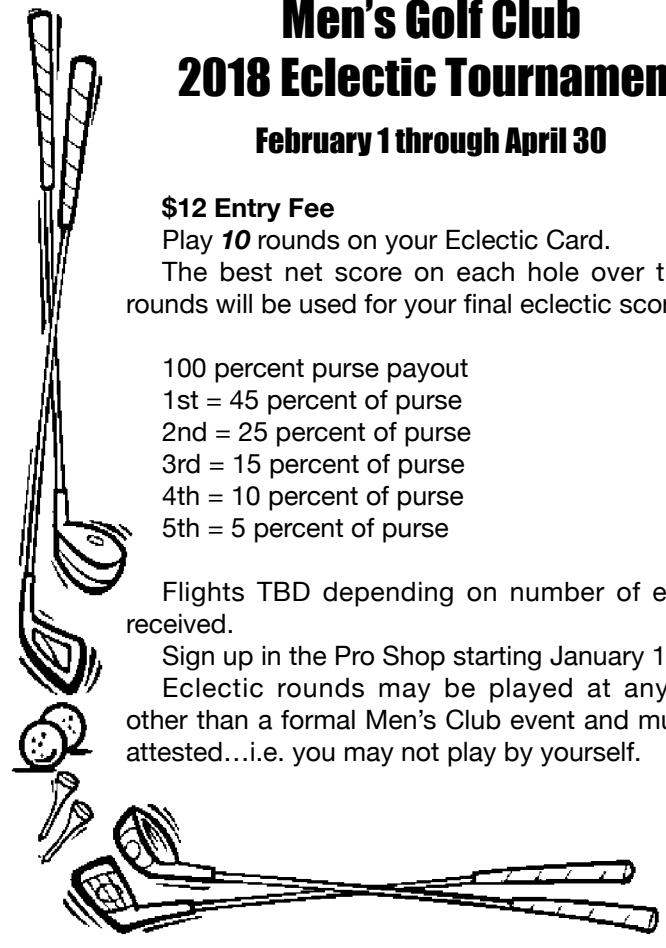 Men's Golf Club
2018 Eclectic Tournamen
February 1 through April 30
$12 Entry Fee
Play 10 rounds on your Eclectic Card.
The best net score on each hole over t
rounds will be used for your final eclectic scor
100 percent purse payout
1st = 45 percent of purse
2nd = 25 percent of purse
3rd = 15 percent of purse
4th = 10 percent of purse
5th = 5 percent of purse
Flights TBD depending on number of e
received.
Sign up in the Pro Shop starting January 1
Eclectic rounds may be played at any
other than a formal Men's Club event and mu
attested…i.e. you may not play by yourself.